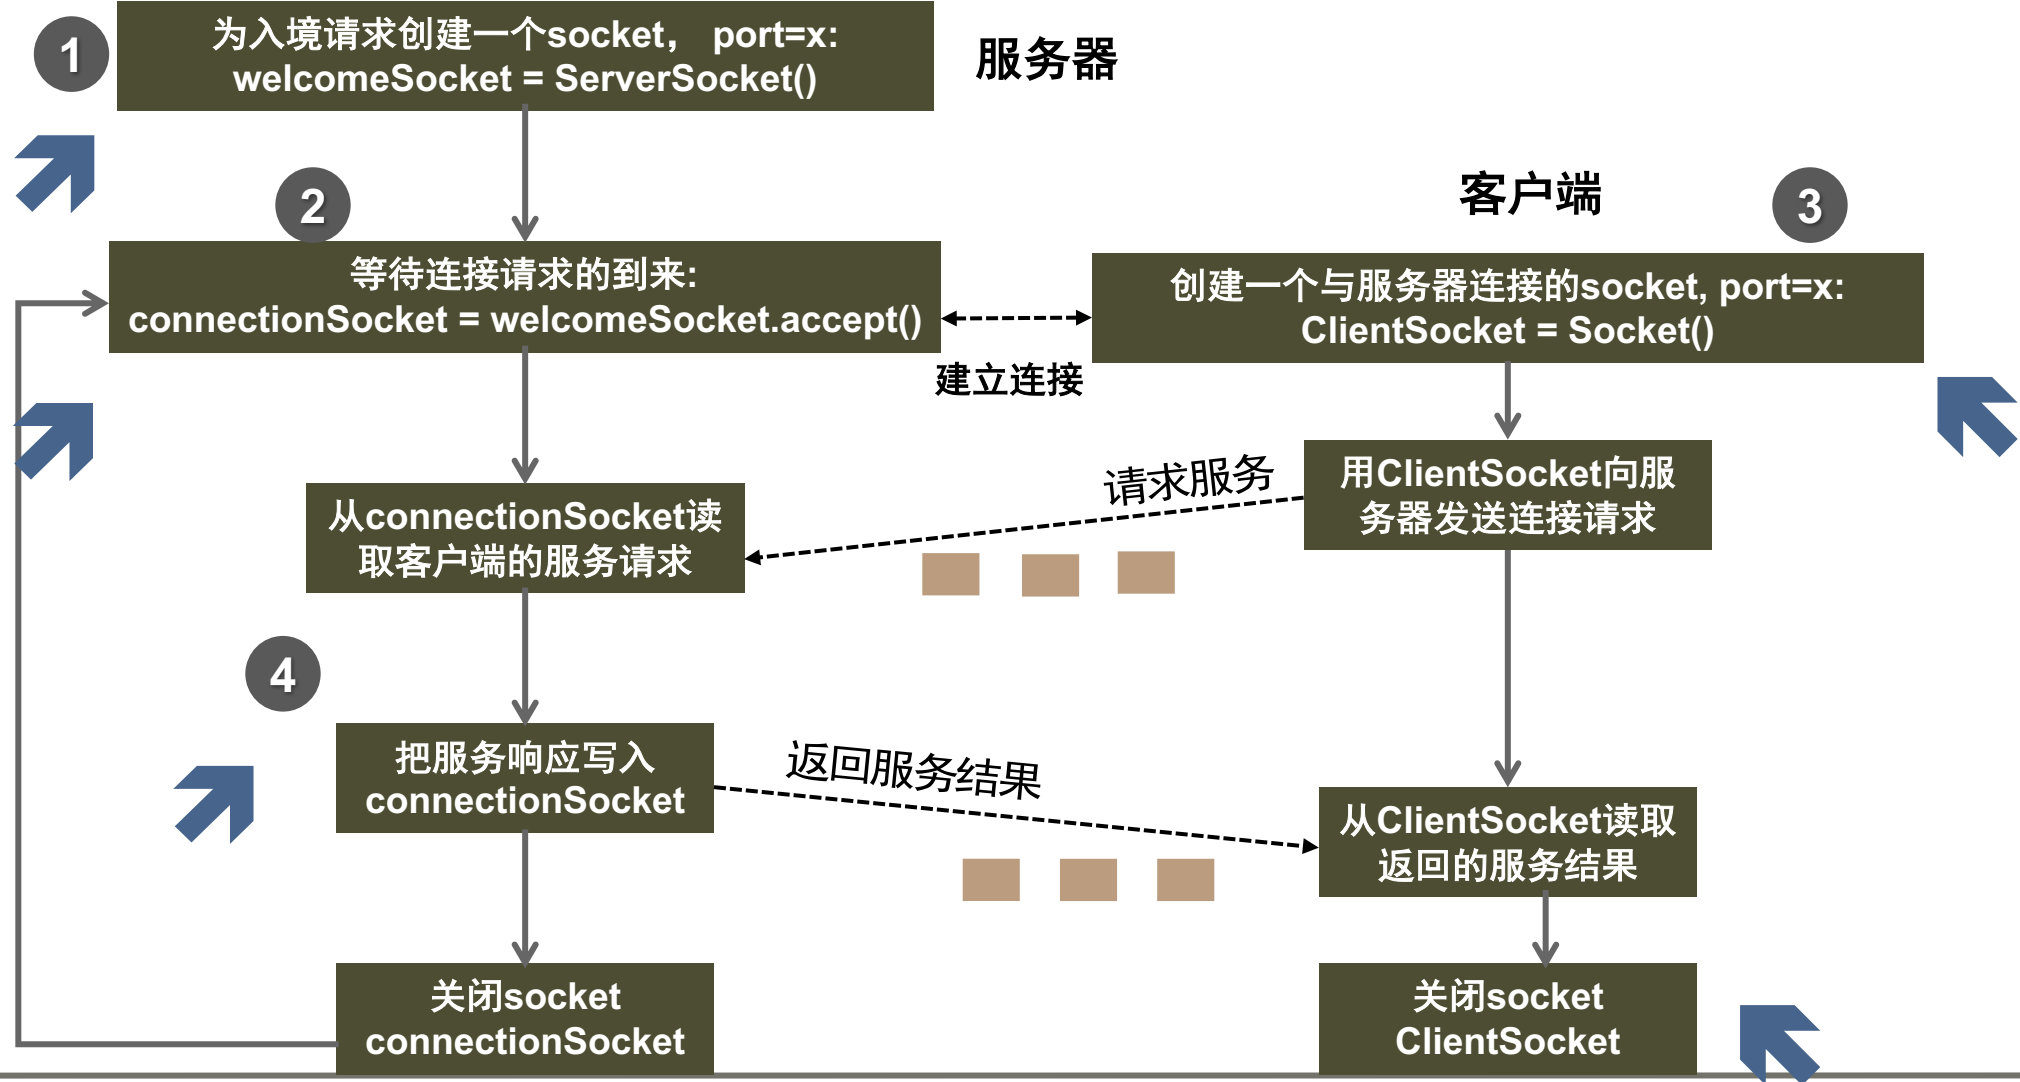 1
为入境请求创建一个socket， port=x:
welcomeSocket = ServerSocket()
服务器
2
等待连接请求的到来:
connectionSocket = welcomeSocket.accept()
客户端
3
创建一个与服务器连接的socket, port=x:
ClientSocket = Socket()
建立连接
用ClientSocket向服
务器发送连接请求
请求服务
从connectionSocket读
取客户端的服务请求
4
把服务响应写入
connectionSocket
返回服务结果
从ClientSocket读取
返回的服务结果
关闭socket
connectionSocket
关闭socket
ClientSocket